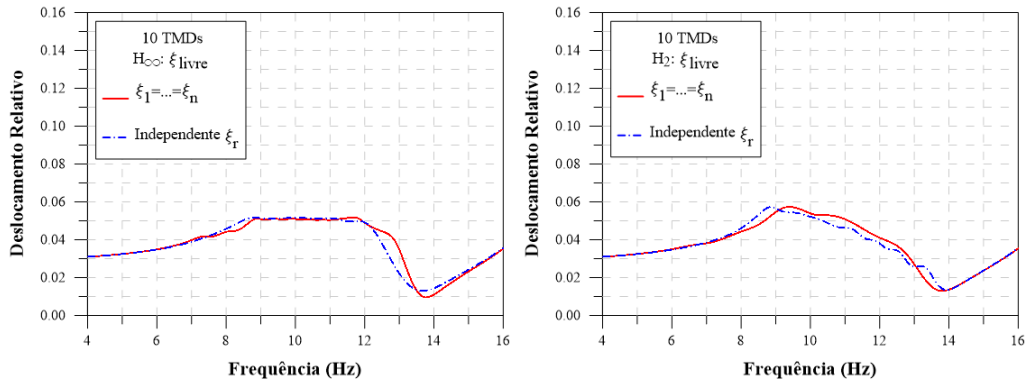 0.16
0.14
0.12
0.10
0.08
0.06
0.04
0.02
0.00
Deslocamento Relativo
10 TMDs
H∞: ξlivre
ξ1=...=ξn
Independente ξr
4 6 8 10 12 14 16
Frequência (Hz)
0.16
0.14
0.12
0.10
0.08
0.06
0.04
0.02
0.00
Deslocamento Relativo
10 TMDs
H2: ξlivre
ξ1=...=ξn
Independente ξr
4 6 8 10 12 14 16
Frequência (Hz)